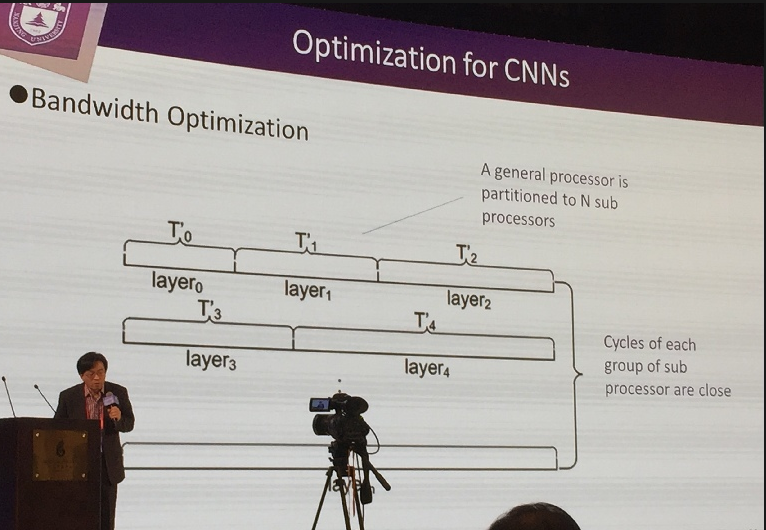 Optimization for CNNs
●Bandwidth Optimization
A general processor is
partitioned to N sub
processors
T'0 T'1 T'2
layer0 layer1 layer2
T'3 T'4
layer3 layer4
Cycles of each
group of sub
processor are close